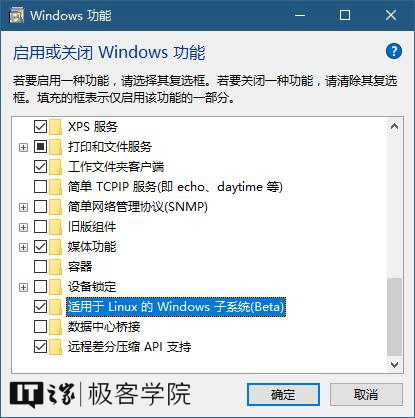 Windows 功能
启用或关闭 Windows 功能
若要启用一种功能，请选择其复选框。若要关闭一种功能，请清除其复选
框。填充的框表示仅启用该功能的一部分。
XPS 服务
打印和文件服务
工作文件夹客户端
简单 TCPIP 服务(即 echo、daytime 等)
简单网络管理协议(SNMP)
旧版组件
媒体功能
容器
设备锁定
适用于 Linux 的 Windows 子系统(Beta)
数据中心桥接
远程差分压缩 API 支持
IT之家 极客学院
确定
取消